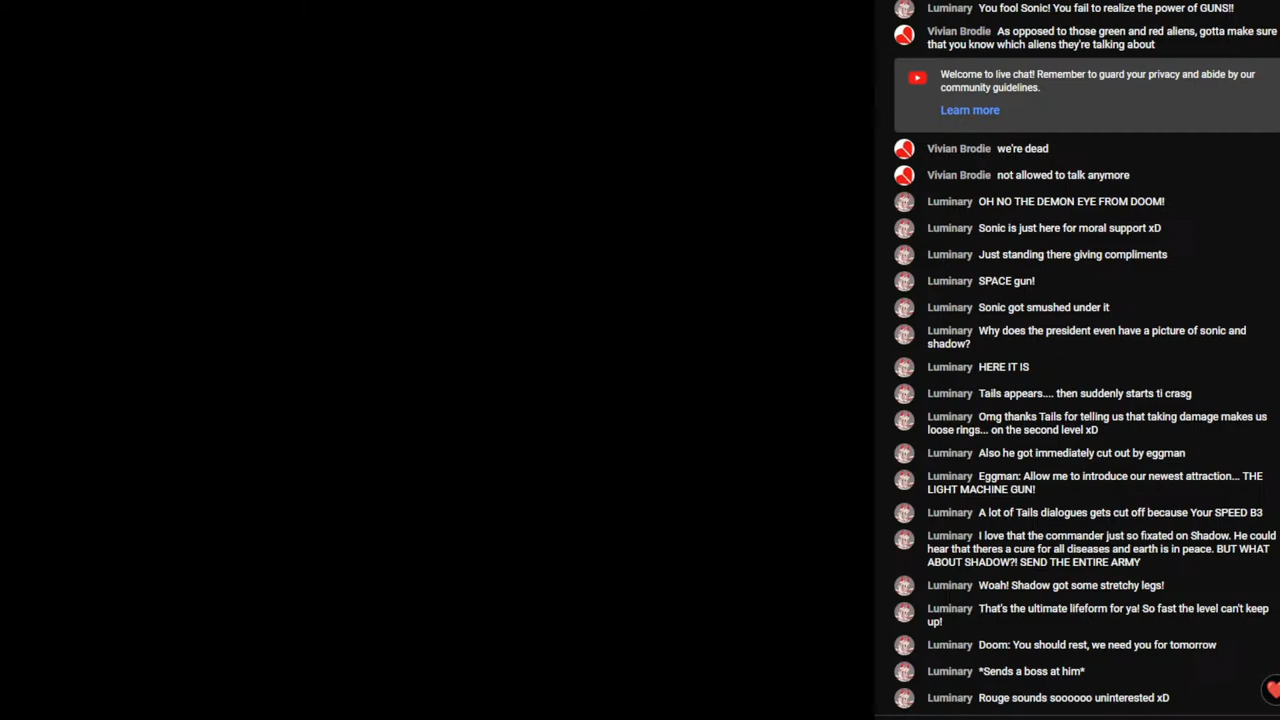 Luminary You fool Sonic! You fail to realize the power of GUNS!!
Vivian Brodie As opposed to those green and red aliens, gotta make sure
that you know which aliens they're talking about
Welcome to live chat! Remember to guard your privacy and abide by our
community guidelines.
Learn more
Vivian Brodie we're dead
Vivian Brodie not allowed to talk anymore
Luminary OH NO THE DEMON EYE FROM DOOM!
Luminary Sonic is just here for moral support xD
Luminary Just standing there giving compliments
Luminary SPACE gun!
Luminary Sonic got smushed under it
Luminary Why does the president even have a picture of sonic and
shadow?
Luminary HERE IT IS
Luminary Tails appears.... then suddenly starts ti crasg
Luminary Omg thanks Tails for telling us that taking damage makes us
loose rings... on the second level xD
Luminary Also he got immediately cut out by eggman
Luminary Eggman: Allow me to introduce our newest attraction... THE
LIGHT MACHINE GUN!
Luminary A lot of Tails dialogues gets cut off because Your SPEED B3
Luminary I love that the commander just so fixated on Shadow. He could
hear that theres a cure for all diseases and earth is in peace. BUT WHAT
ABOUT SHADOW?! SEND THE ENTIRE ARMY
Luminary Woah! Shadow got some stretchy legs!
Luminary That's the ultimate lifeform for ya! So fast the level can't keep
up!
Luminary Doom: You should rest, we need you for tomorrow
Luminary *Sends a boss at him*
Luminary Rouge sounds soooooo uninterested xD